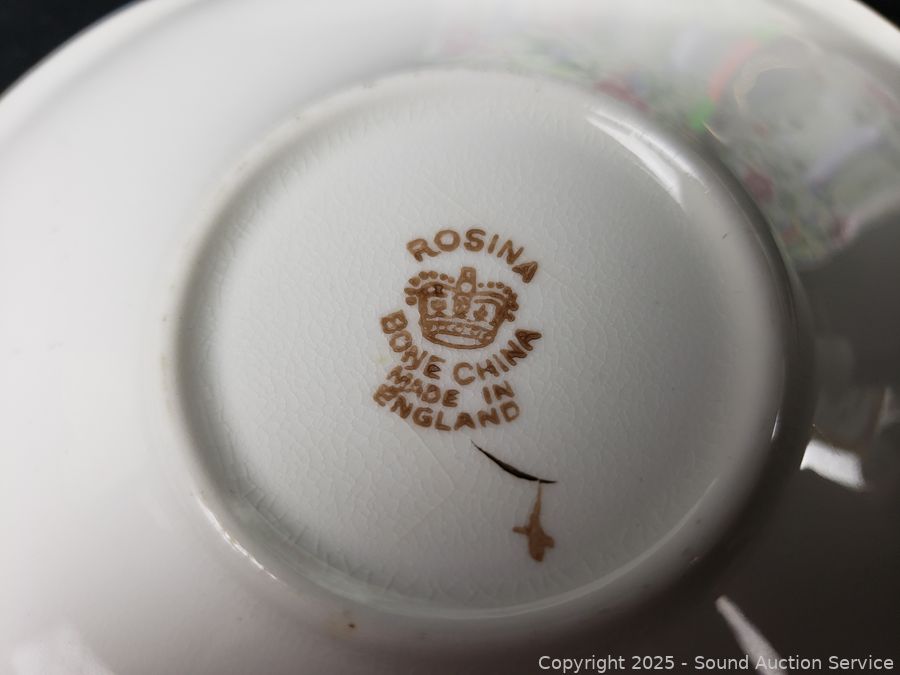 ROSINA
BONE CHINA
MADE IN
ENGLAND
Copyright 2025 - Sound Auction Service